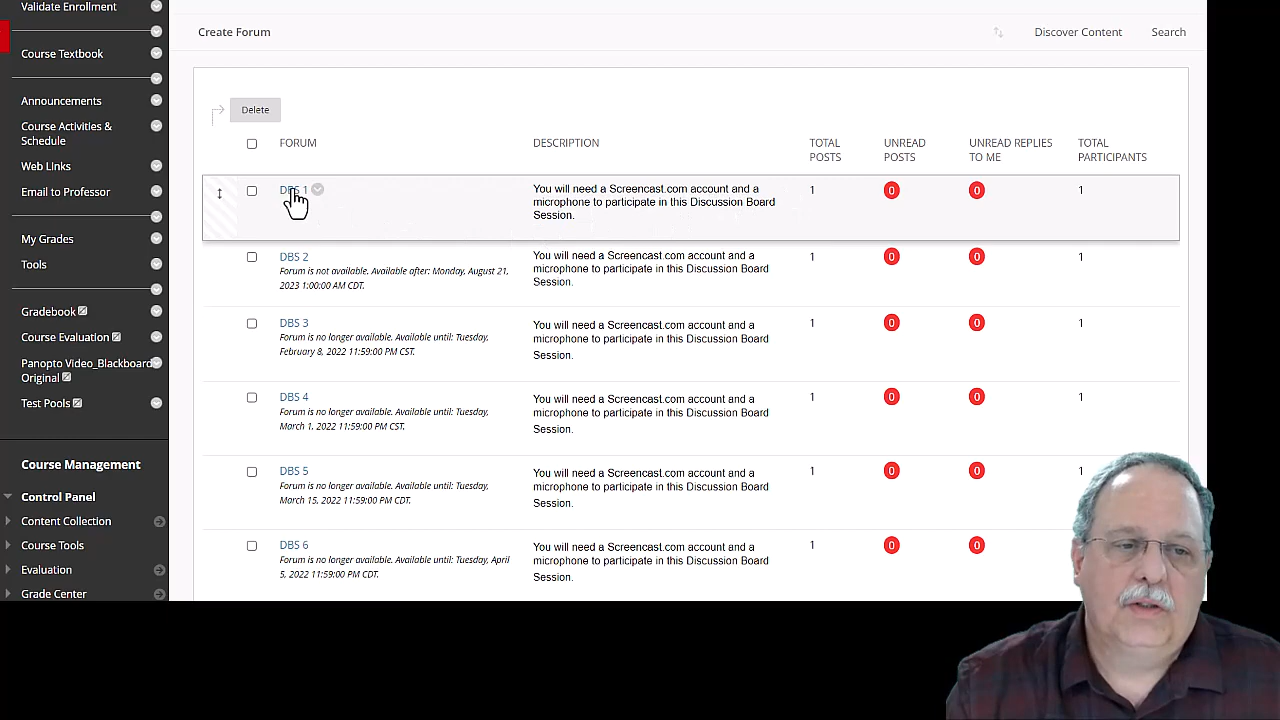 Validate Enrollment
Course Textbook
Announcements
Course Activities &
Schedule
Web Links
Email to Professor
My Grades
Tools
Gradebook
Course Evaluation
Panopto Video_Blackboard
Original
Test Pools
Course Management
Control Panel
Content Collection
Course Tools
Evaluation
Grade Center
Create Forum
Discover Content
Search
Delete
FORUM
DESCRIPTION
TOTAL
POSTS
UNREAD
POSTS
UNREAD REPLIES
TO ME
TOTAL
PARTICIPANTS
DBS 1
You will need a Screencast.com account and a
microphone to participate in this Discussion Board
Session.
1
0
0
1
DBS 2
Forum is not available. Available after: Monday, August 21,
2023 1:00:00 AM CDT.
You will need a Screencast.com account and a
microphone to participate in this Discussion Board
Session.
1
0
0
1
DBS 3
Forum is no longer available. Available until: Tuesday,
February 8, 2022 11:59:00 PM CST.
You will need a Screencast.com account and a
microphone to participate in this Discussion Board
Session.
1
0
0
1
DBS 4
Forum is no longer available. Available until: Tuesday,
March 1, 2022 11:59:00 PM CST.
You will need a Screencast.com account and a
microphone to participate in this Discussion Board
Session.
1
0
0
1
DBS 5
Forum is no longer available. Available until: Tuesday,
March 15, 2022 11:59:00 PM CDT.
You will need a Screencast.com account and a
microphone to participate in this Discussion Board
Session.
1
0
0
1
DBS 6
Forum is no longer available. Available until: Tuesday, April
5, 2022 11:59:00 PM CDT.
You will need a Screencast.com account and a
microphone to participate in this Discussion Board
Session.
1
0
0